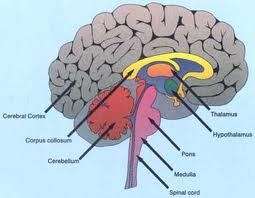 Cerebral Cortex
Corpus collosum
Cerebellum
Thalamus
Hypothalamus
Pons
Medulla
Spinal cord